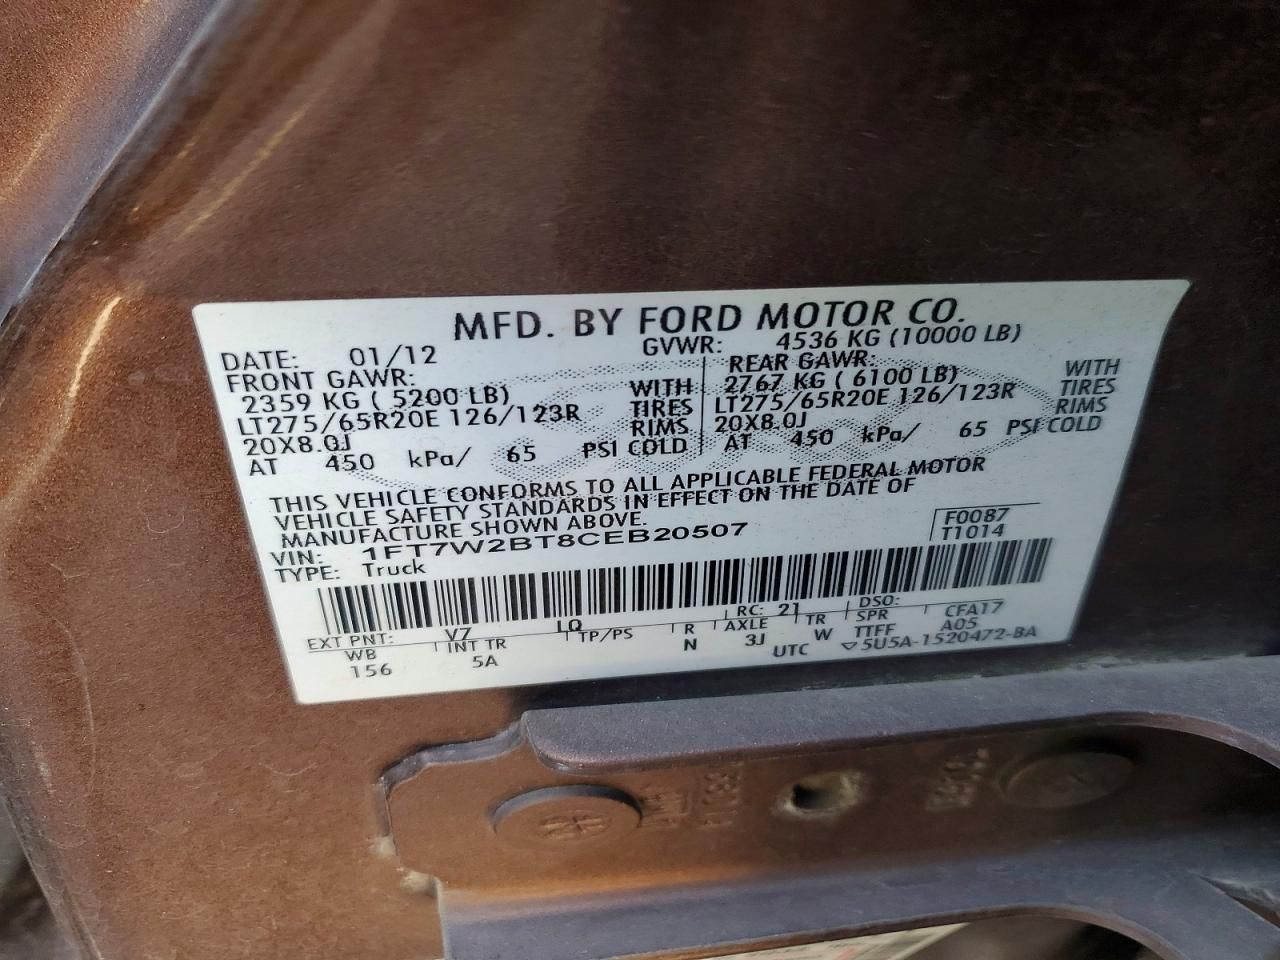 MFD. BY FORD MOTOR CO.
DATE: 01/12 GVWR: 4536 KG (10000 LB)
FRONT GAWR: REAR GAWR:
2359 KG ( 5200 LB) WITH 2767 KG ( 6100 LB) WITH
LT275/65R20E 126/123R TIRES LT275/65R20E 126/123R TIRES
20X8.0J RIMS 20X8.0J RIMS
AT 450 kPa/ 65 PSI COLD AT 450 kPa/ 65 PSI COLD
THIS VEHICLE CONFORMS TO ALL APPLICABLE FEDERAL MOTOR
VEHICLE SAFETY STANDARDS IN EFFECT ON THE DATE OF
MANUFACTURE SHOWN ABOVE.
VIN: 1FT7W2BT8CEB20507
TYPE: Truck
F0087
T1014
EXT PNT: V7 LQ RC: 21 DSO:
WB INT TR TP/PS R AXLE TR SPR CFA17
156 5A N 3J W TTFF A05
UTC ▽5U5A-1520472-BA